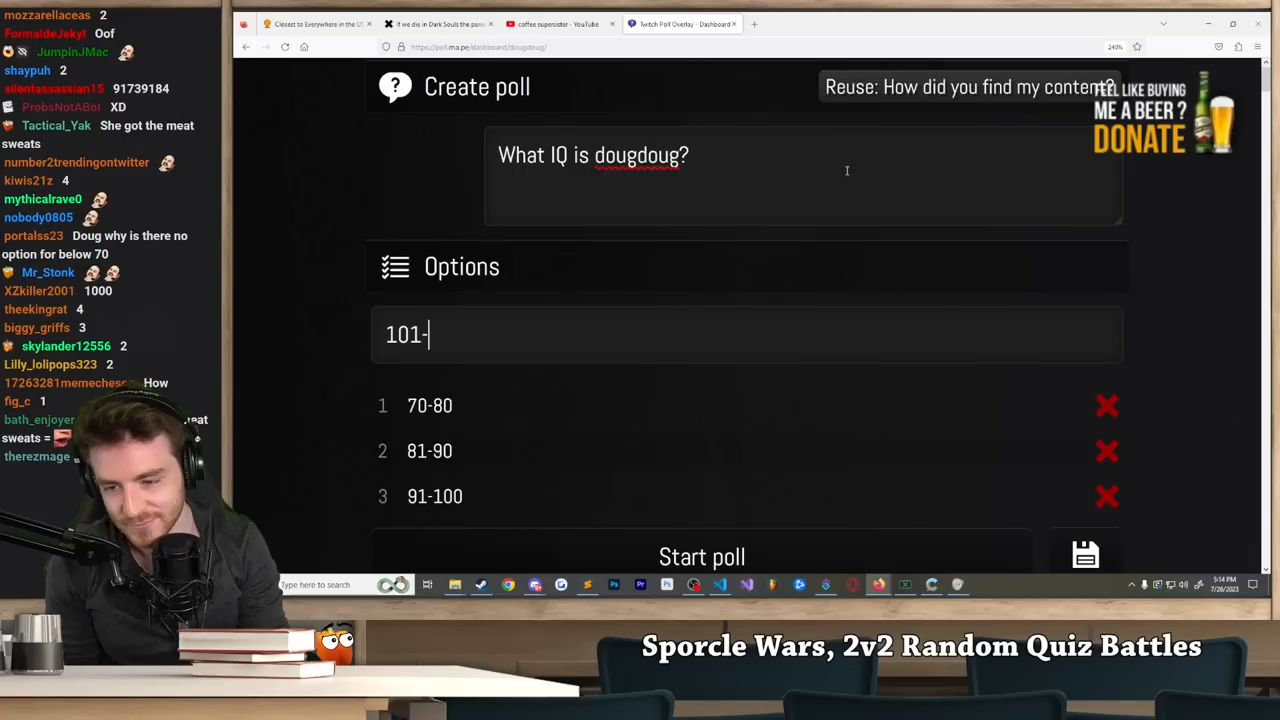 mozzarellaceas 2
FormaldeJekyl Oof
JumpinJMac
shaypuh 2
silentassassian15 91739184
ProbsNotABot XD
Tactical_Yak She got the meat
sweats
number2trendingontwitter
kiwis21z 4
mythicalrave0
nobody0805
portalss23 Doug why is there no
option for below 70
Mr_Stonk
XZkiller2001 1000
theekingrat 4
biggy_griffs 3
skylander12556 2
Lilly_lolipops323 2
17263281memechess How
fig_c 1
bath_enjoyer
sweats =
therezmage
Closest to Everywhere in the US
If we die in Dark Souls the pan
coffee supersister - YouTube
Twitch Poll Overlay - Dashboard
https://poll.ma.pe/dashboard/dougdoug/
240%
Create poll
Reuse: How did you find my content?
FEEL LIKE BUYING
ME A BEER ?
DONATE
What IQ is dougdoug?
Options
101-
1 70-80
2 81-90
3 91-100
Start poll
Type here to search
5:14 PM
7/26/2023
Sporcle Wars, 2v2 Random Quiz Battles